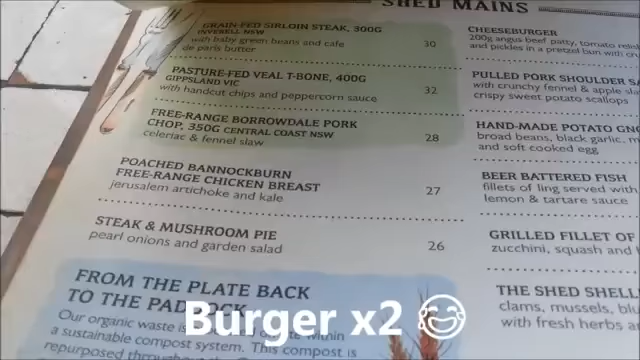 SHED MAINS
GRAIN-FED SIRLOIN STEAK, 300G
INVERELL NSW
with baby green beans and cafe 30
de paris butter
PASTURE-FED VEAL T-BONE, 400G
GIPPSLAND VIC 32
with handcut chips and peppercorn sauce
FREE-RANGE BORROWDALE PORK
CHOP, 350G CENTRAL COAST NSW 28
celeriac & fennel slaw
POACHED BANNOCKBURN
FREE-RANGE CHICKEN BREAST 27
jerusalem artichoke and kale
STEAK & MUSHROOM PIE 26
pearl onions and garden salad
FROM THE PLATE BACK
TO THE PADDOCK
Our organic waste is within
a sustainable compost system. This compost is
repurposed throughout the
CHEESEBURGER
200g angus beef patty, tomato
and pickles in a pretzel bun with
PULLED PORK SHOULDER
with crunchy fennel & apple
crispy sweet potato scallops
HAND-MADE POTATO
broad beans, black garlic,
and soft cooked egg
BEER BATTERED FISH
fillets of ling served with
lemon & tartare sauce
GRILLED FILLET OF
zucchini, squash and
THE SHED
clams, mussels,
with fresh herbs
Burger x2 😂